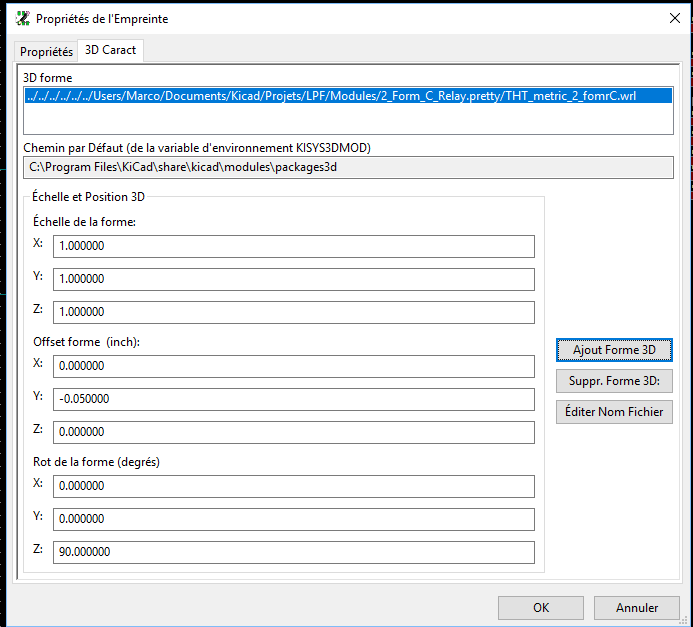 Propriétés de l'Empreinte
Propriétés
3D Caract
3D forme
../../../../../../Users/Marco/Documents/Kicad/Projets/LPF/Modules/2_Form_C_Relay.pretty/THT_metric_2_fomrC.wrl
Chemin par Défaut (de la variable d'environnement KISYS3DMOD)
C:\Program Files\KiCad\share\kicad\modules\packages3d
Échelle et Position 3D
Échelle de la forme:
X: 1.000000
Y: 1.000000
Z: 1.000000
Offset forme (inch):
X: 0.000000
Y: -0.050000
Z: 0.000000
Rot de la forme (degrés)
X: 0.000000
Y: 0.000000
Z: 90.000000
Ajout Forme 3D
Suppr. Forme 3D:
Éditer Nom Fichier
OK
Annuler